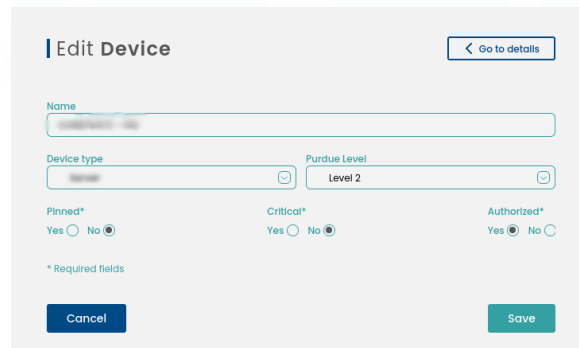 Edit Device
Go to details
Name
Device type Purdue Level
Level 2
Pinned* Critical* Authorized*
Yes No Yes No Yes No
* Required fields
Cancel Save